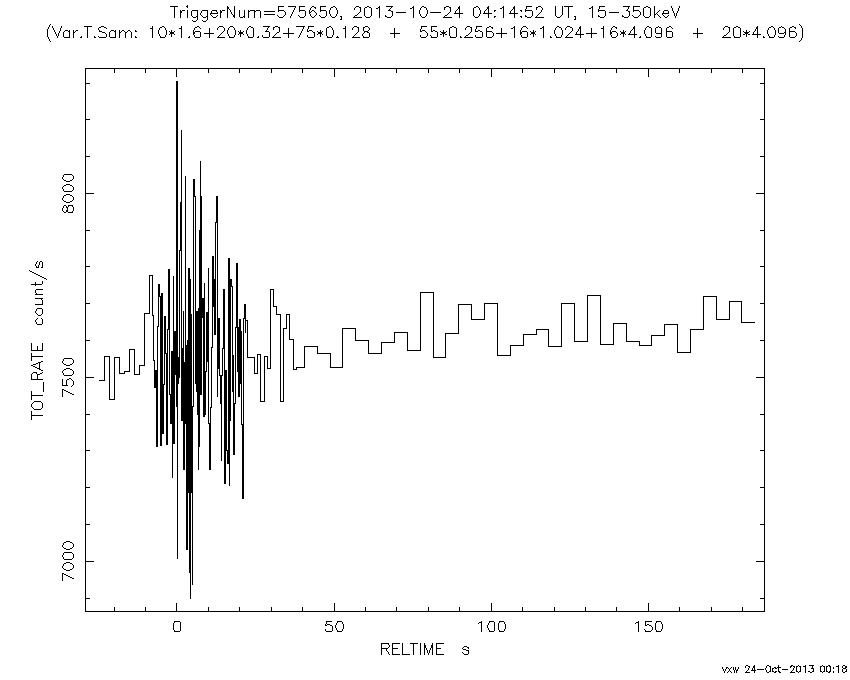 TriggerNum=575650, 2013-10-24 04:14:52 UT, 15-350keV
(Var.T.Sam: 10*1.6+20*0.32+75*0.128 + 55*0.256+16*1.024+16*4.096 + 20*4.096)
TOT_RATE count/s
8000
7500
7000
0 50 100 150
RELTIME s
vxw 24-Oct-2013 00:18